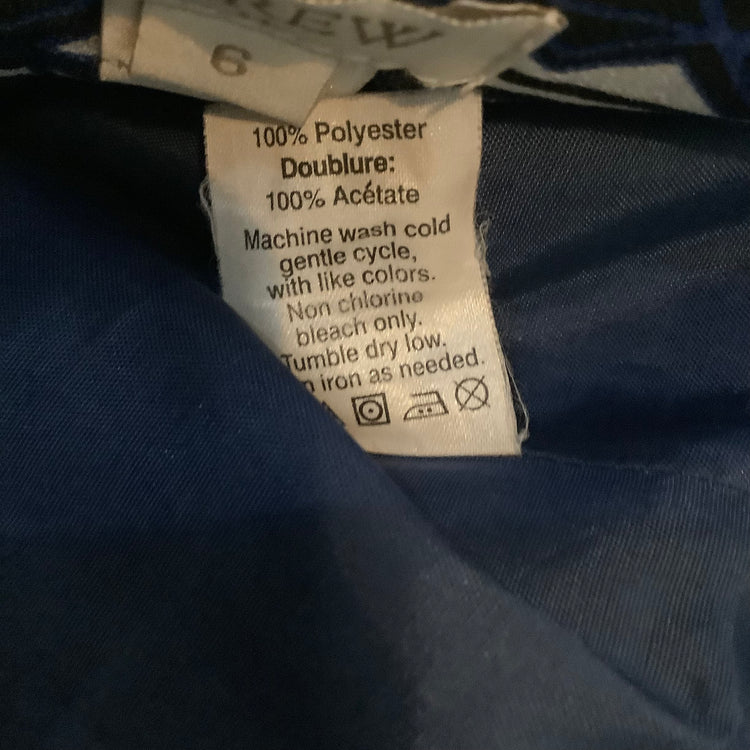 REW
6
100% Polyester
Doublure:
100% Acétate
Machine wash cold
gentle cycle,
with like colors.
Non chlorine
bleach only.
Tumble dry low.
iron as needed.